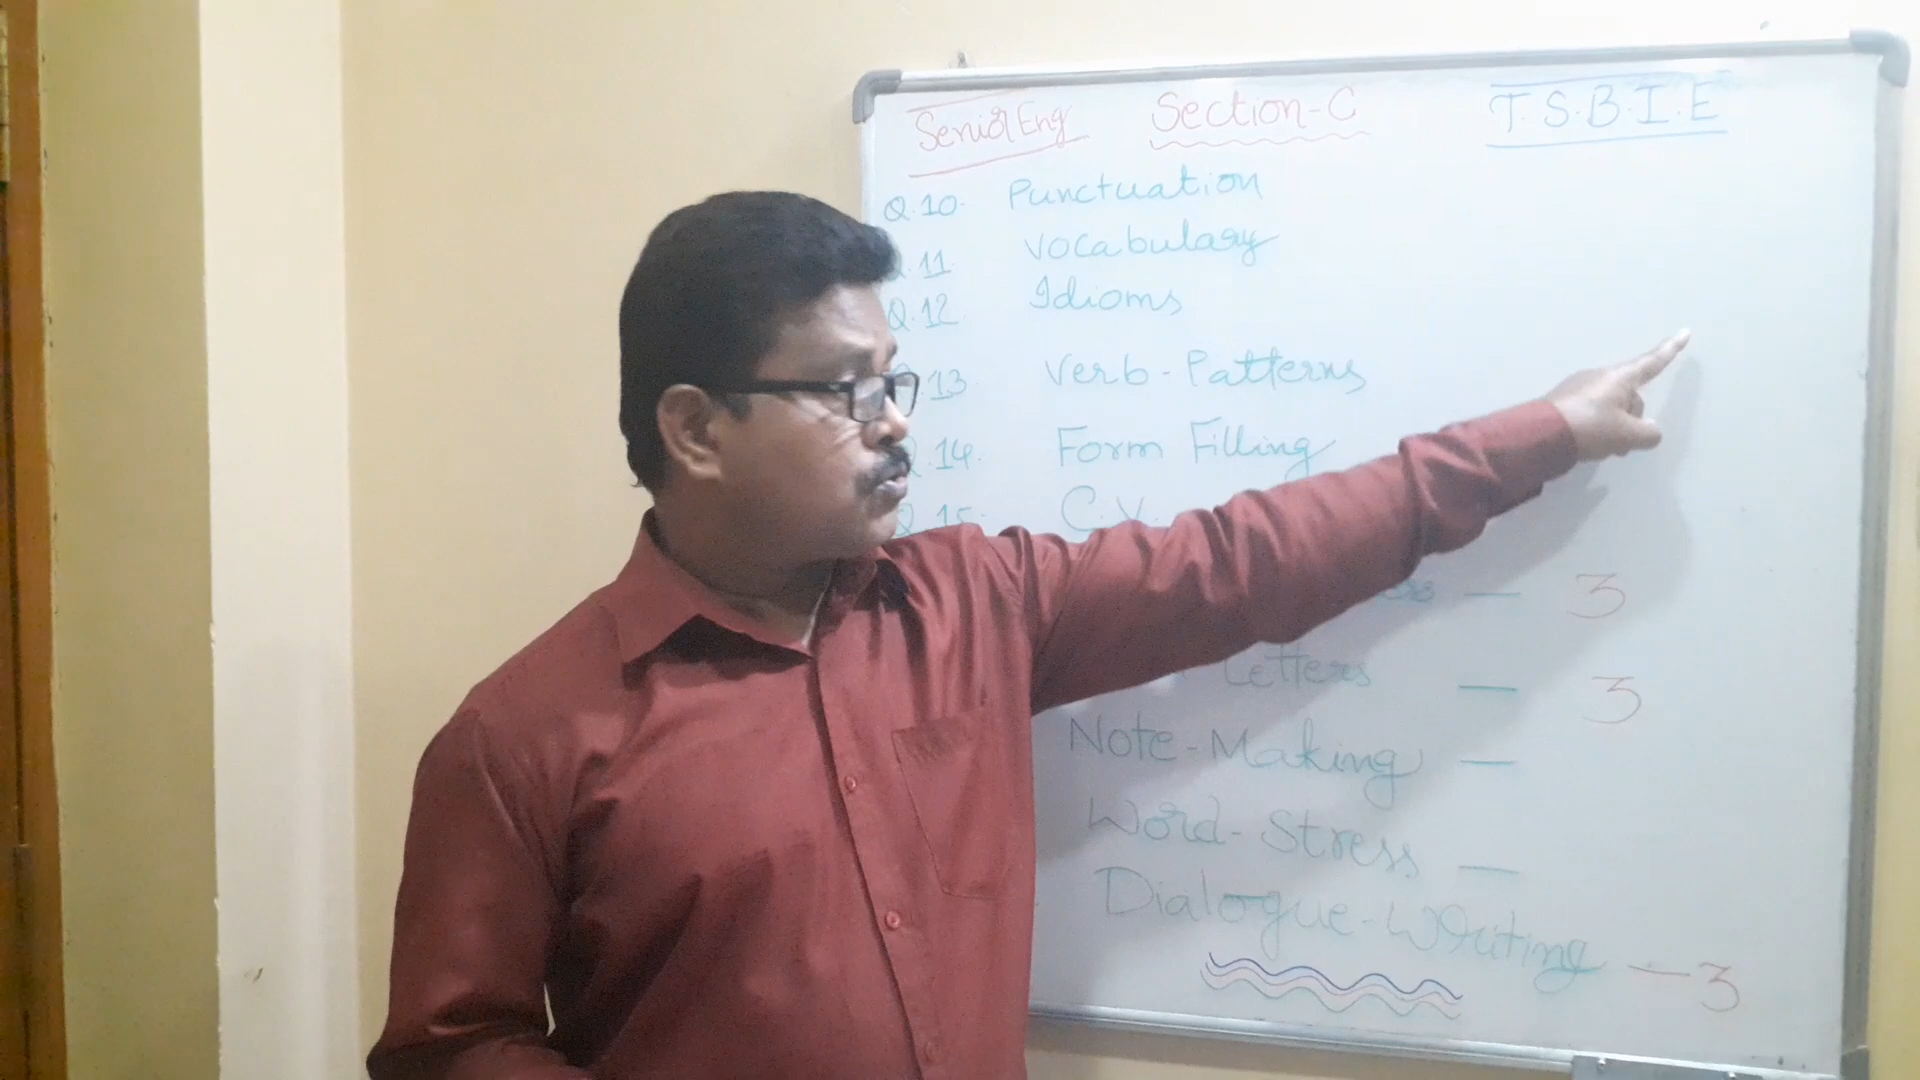 Senior Eng Section-C T.S.B.I.E
Q.10. Punctuation
Q.11 Vocabulary
Q.12 Idioms
.13 Verb-Patterns
Q.14. Form Filling
Q.15. C.V.
— 3
Letters — 3
Note-Making —
Word-Stress —
Dialogue-Writing — 3